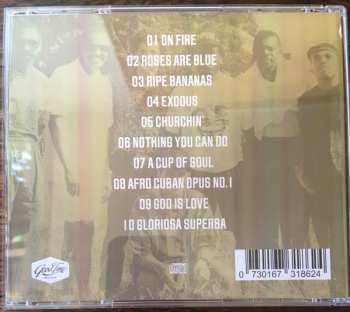 01 ON FIRE
02 ROSES ARE BLUE
03 RIPE BANANAS
04 EXODUS
05 CHURCHIN'
06 NOTHING YOU CAN DO
07 A CUP OF SOUL
08 AFRO CUBAN OPUS NO. 1
09 GOD IS LOVE
10 GLORIOSA SUPERBA
0 730167 318624